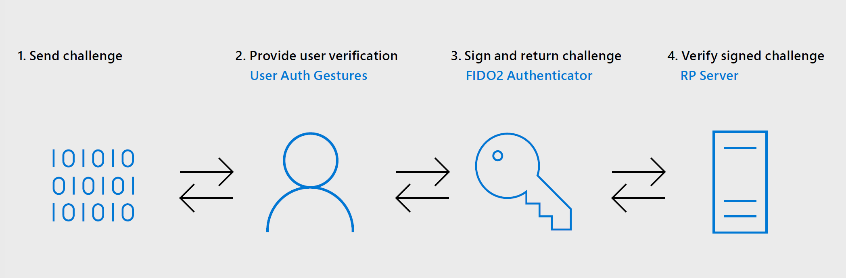 1. Send challenge
2. Provide user verification
User Auth Gestures
3. Sign and return challenge
FIDO2 Authenticator
4. Verify signed challenge
RP Server
101010
010101
101010